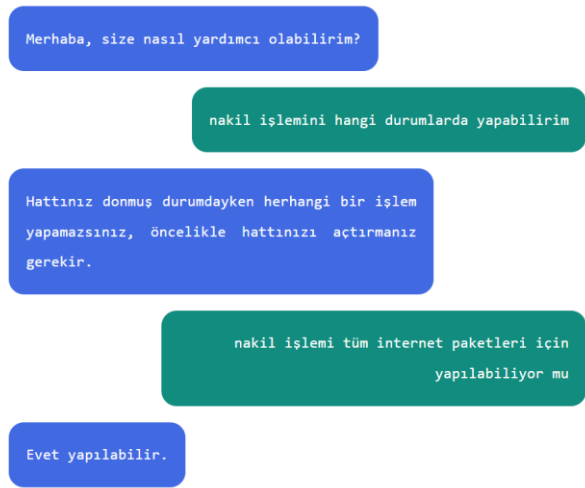 Merhaba, size nasıl yardımcı olabilirim?
nakil işlemini hangi durumlarda yapabilirim
Hattınız donmuş durumdayken herhangi bir işlem
yapamazsınız, öncelikle hattınızı açtırmanız
gerekir.
nakil işlemi tüm internet paketleri için
yapılabiliyor mu
Evet yapılabilir.